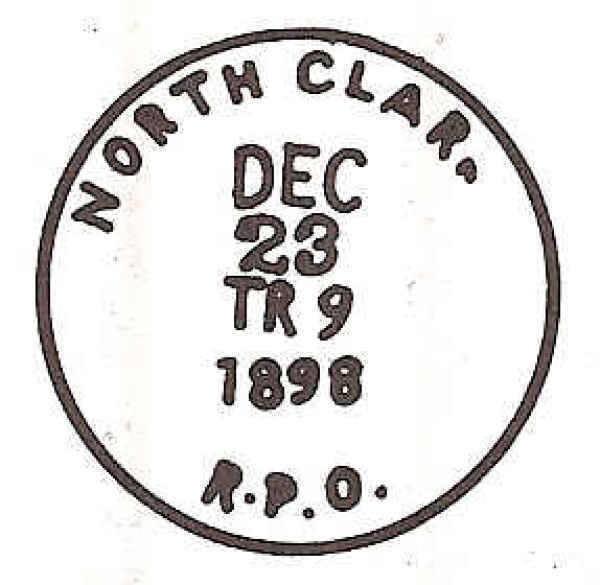 NORTH CLAR
DEC
23
TR 9
1898
R.P.O.